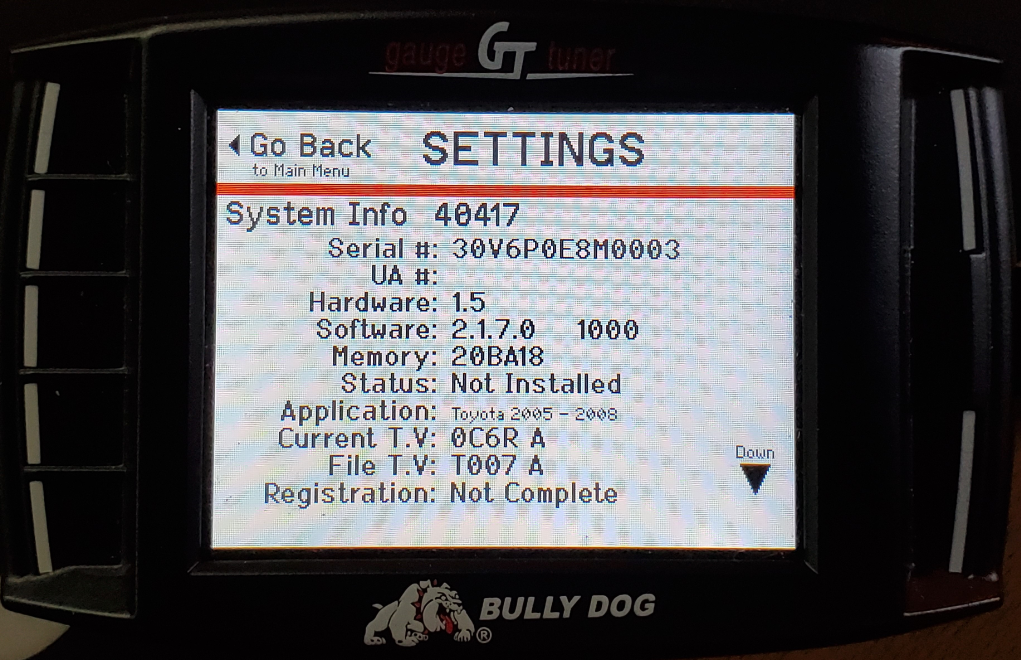 gauge GT tuner
Go Back
SETTINGS
to Main Menu
System Info 40417
Serial #: 30V6P0E8M0003
UA #:
Hardware: 1.5
Software: 2.1.7.0 1000
Memory: 20BA18
Status: Not Installed
Application: Toyota 2005 - 2008
Current T.V: 0C6R A
File T.V: T007 A
Down
Registration: Not Complete
BULLY DOG
®